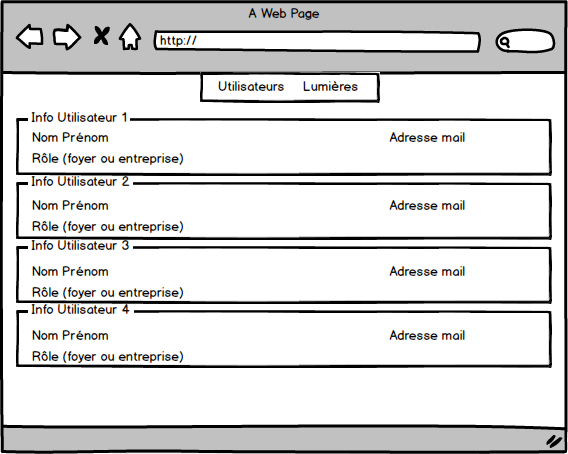 A Web Page
http://
Utilisateurs Lumières
Info Utilisateur 1
Nom Prénom Adresse mail
Rôle (foyer ou entreprise)
Info Utilisateur 2
Nom Prénom Adresse mail
Rôle (foyer ou entreprise)
Info Utilisateur 3
Nom Prénom Adresse mail
Rôle (foyer ou entreprise)
Info Utilisateur 4
Nom Prénom Adresse mail
Rôle (foyer ou entreprise)